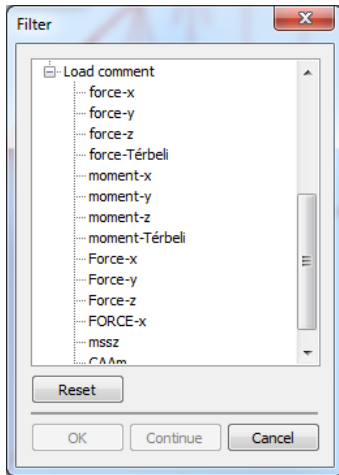 Filter
Load comment
force-x
force-y
force-z
force-Térbeli
moment-x
moment-y
moment-z
moment-Térbeli
Force-x
Force-y
Force-z
FORCE-x
mssz
CAAm
Reset
OK Continue Cancel